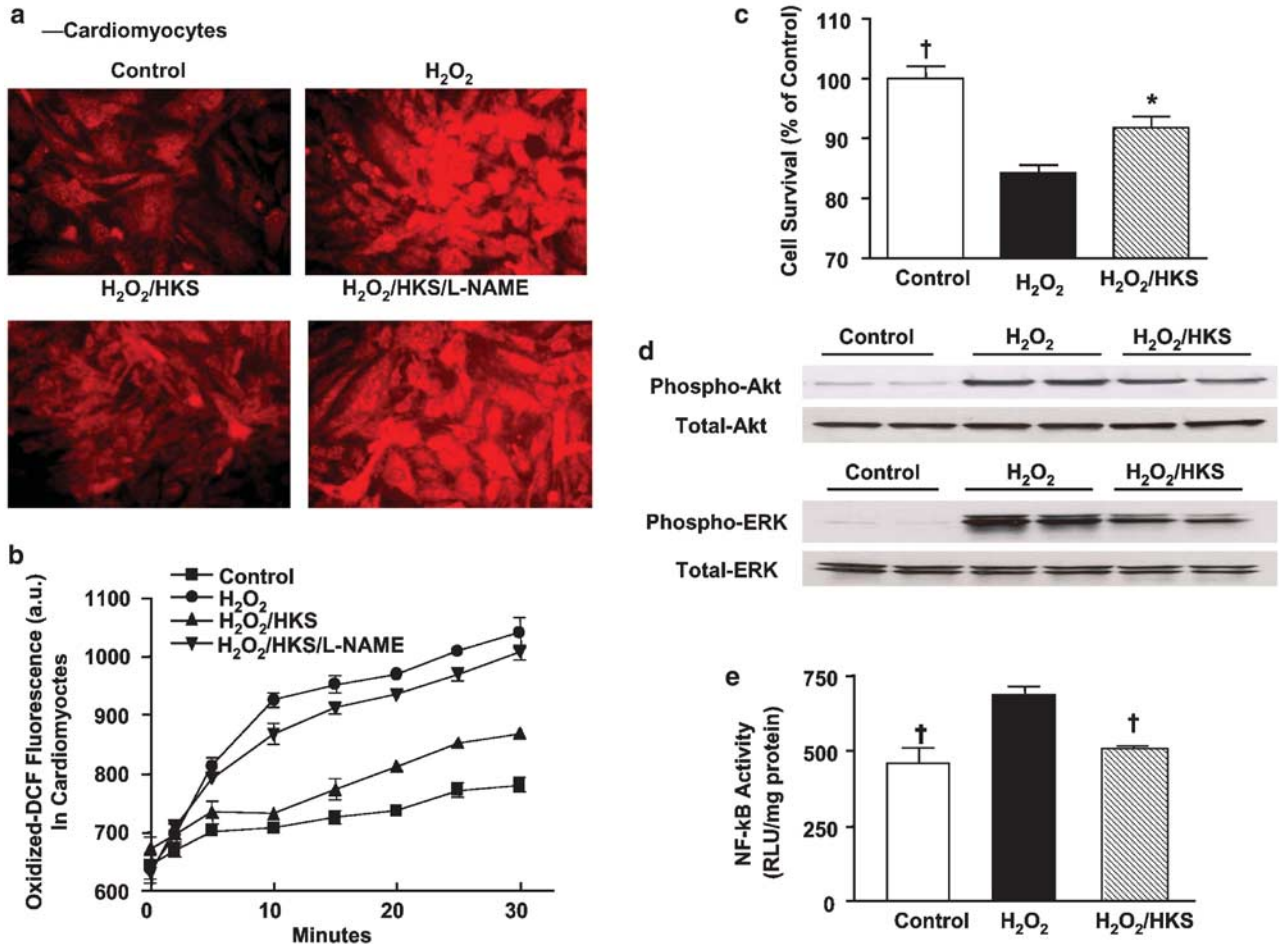 a
—Cardiomyocytes
Control
H₂O₂
H₂O₂/HKS
H₂O₂/HKS/L-NAME
b
Control
H₂O₂
H₂O₂/HKS
H₂O₂/HKS/L-NAME
Oxidized-DCF Fluorescence (a.u.)
In Cardiomyoctes
1100
1000
900
800
700
600
0 10 20 30
Minutes
c
Cell Survival (% of Control)
110
100
90
80
70
†
*
Control H₂O₂ H₂O₂/HKS
d
Control H₂O₂ H₂O₂/HKS
Phospho-Akt
Total-Akt
Control H₂O₂ H₂O₂/HKS
Phospho-ERK
Total-ERK
e
NF-kB Activity
(RLU/mg protein)
750
500
250
0
†
†
Control H₂O₂ H₂O₂/HKS